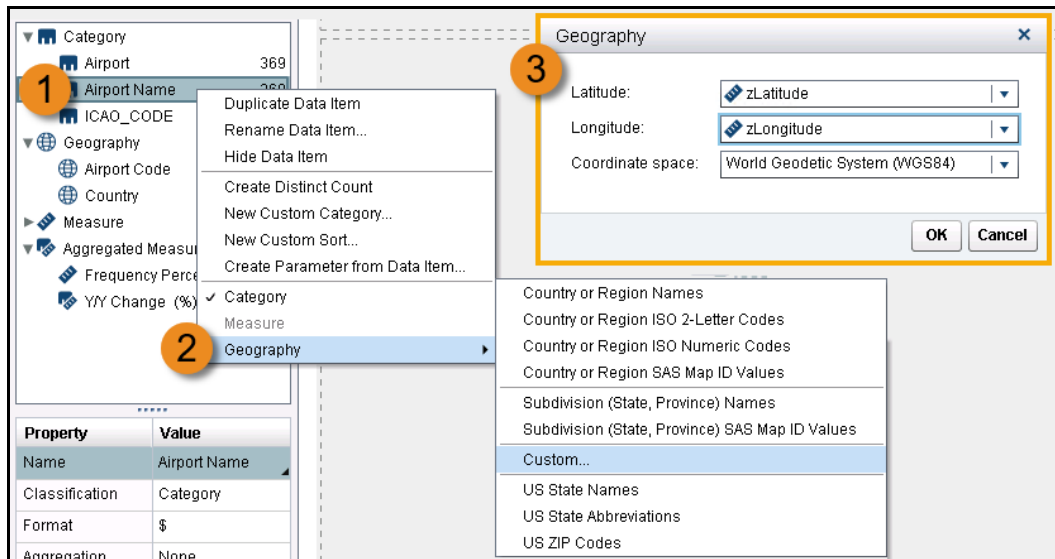 Category
Airport 369
1
Airport Name
ICAO_CODE
Geography
Airport Code
Country
Measure
Aggregated Measu
Frequency Perce
Y/Y Change (%)
Duplicate Data Item
Rename Data Item...
Hide Data Item
Create Distinct Count
New Custom Category...
New Custom Sort...
Create Parameter from Data Item...
✓ Category
Measure
2
Geography
Country or Region Names
Country or Region ISO 2-Letter Codes
Country or Region ISO Numeric Codes
Country or Region SAS Map ID Values
Subdivision (State, Province) Names
Subdivision (State, Province) SAS Map ID Values
Custom...
US State Names
US State Abbreviations
US ZIP Codes
3
Geography
Latitude: zLatitude
Longitude: zLongitude
Coordinate space: World Geodetic System (WGS84)
OK Cancel
Property Value
Name Airport Name
Classification Category
Format $
Aggregation None